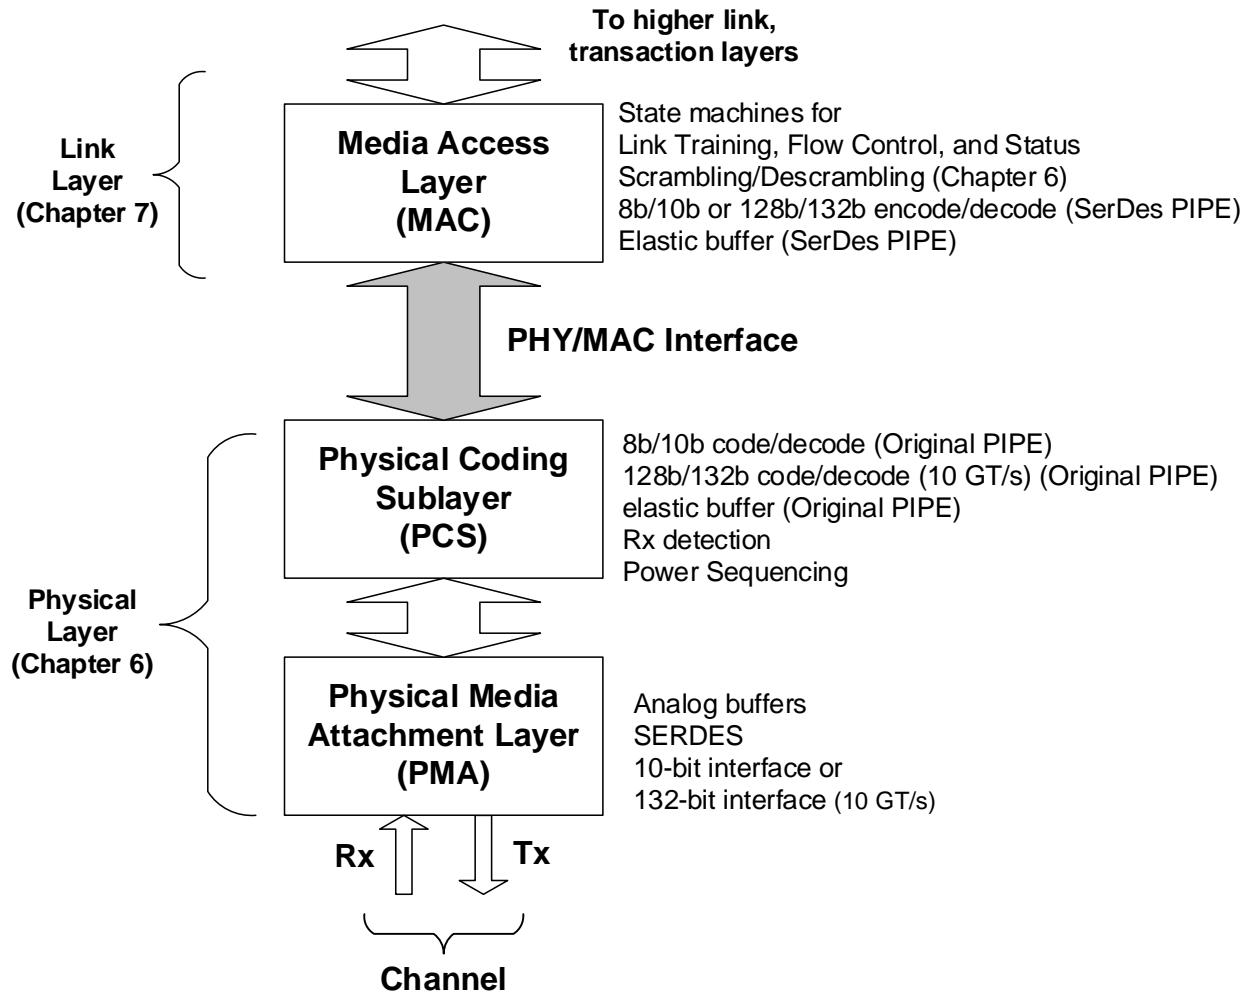 To higher link,
transaction layers
Link
Layer
(Chapter 7)
Media Access
Layer
(MAC)
State machines for
Link Training, Flow Control, and Status
Scrambling/Descrambling (Chapter 6)
8b/10b or 128b/132b encode/decode (SerDes PIPE)
Elastic buffer (SerDes PIPE)
PHY/MAC Interface
Physical Coding
Sublayer
(PCS)
8b/10b code/decode (Original PIPE)
128b/132b code/decode (10 GT/s) (Original PIPE)
elastic buffer (Original PIPE)
Rx detection
Power Sequencing
Physical
Layer
(Chapter 6)
Physical Media
Attachment Layer
(PMA)
Analog buffers
SERDES
10-bit interface or
132-bit interface (10 GT/s)
Rx
Tx
Channel